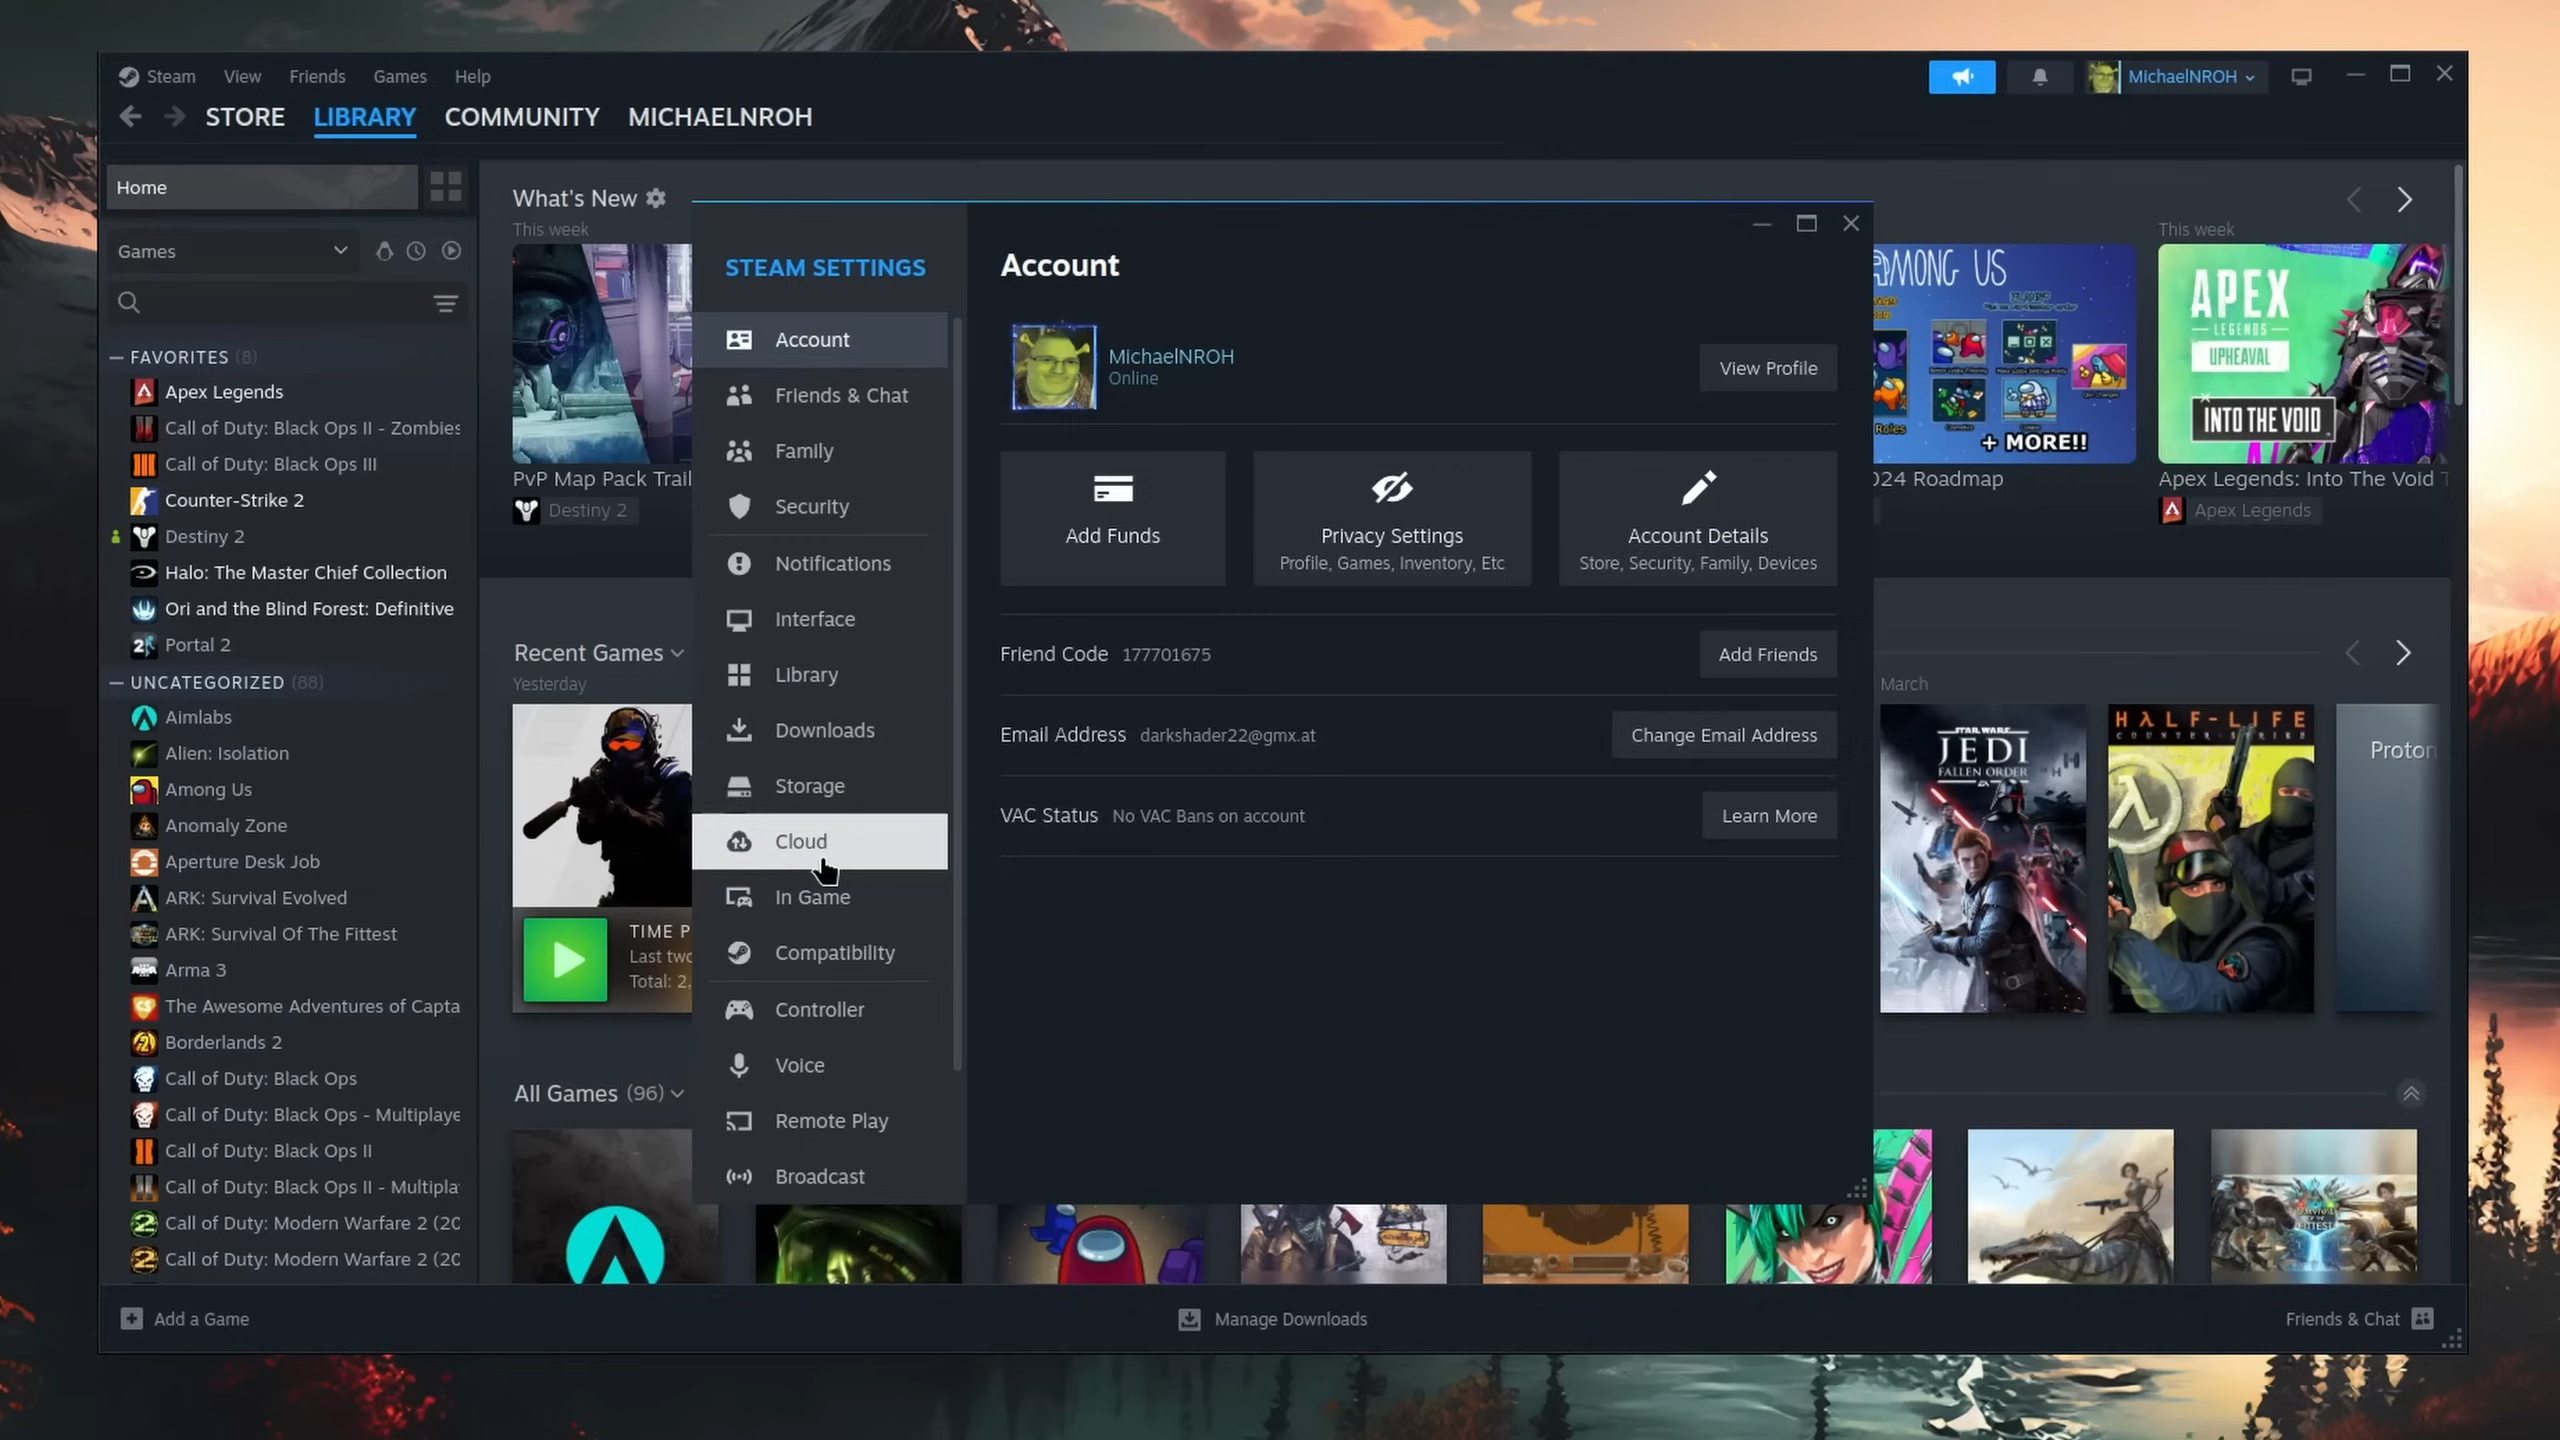 Steam View Friends Games Help
MichaelNROH
STORE LIBRARY COMMUNITY MICHAELNROH
Home
Games
FAVORITES (8)
Apex Legends
Call of Duty: Black Ops II - Zombies
Call of Duty: Black Ops III
Counter-Strike 2
Destiny 2
Halo: The Master Chief Collection
Ori and the Blind Forest: Definitive
Portal 2
UNCATEGORIZED (88)
Aimlabs
Alien: Isolation
Among Us
Anomaly Zone
Aperture Desk Job
ARK: Survival Evolved
ARK: Survival Of The Fittest
Arma 3
The Awesome Adventures of Capta
Borderlands 2
Call of Duty: Black Ops
Call of Duty: Black Ops - Multiplaye
Call of Duty: Black Ops II
Call of Duty: Black Ops II - Multipla
Call of Duty: Modern Warfare 2 (20
Call of Duty: Modern Warfare 2 (20
Add a Game
What's New
This week
PvP Map Pack Trail
Destiny 2
Recent Games
Yesterday
TIME P
Last two
Total: 2,
All Games (96)
STEAM SETTINGS
Account
Friends & Chat
Family
Security
Notifications
Interface
Library
Downloads
Storage
Cloud
In Game
Compatibility
Controller
Voice
Remote Play
Broadcast
Account
MichaelNROH
Online
View Profile
Add Funds
Privacy Settings
Profile, Games, Inventory, Etc
Account Details
Store, Security, Family, Devices
Friend Code 177701675
Add Friends
Email Address darkshader22@gmx.at
Change Email Address
VAC Status No VAC Bans on account
Learn More
AMONG US
Roles
+ MORE!!
024 Roadmap
This week
APEX
LEGENDS
UPHEAVAL
INTO THE VOID
Apex Legends: Into The Void T
Apex Legends
March
STAR WARS
JEDI
FALLEN ORDER
HALF-LIFE
COUNTER-STRIKE
Proton
SURVIVAL
OF THE
FITTEST
Manage Downloads
Friends & Chat